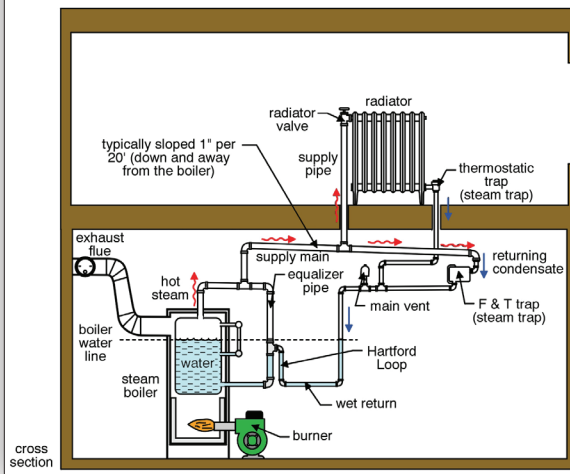 radiator
radiator
valve
typically sloped 1" per
20' (down and away
from the boiler)
supply
pipe
thermostatic
trap
(steam trap)
exhaust
flue
supply main
returning
condensate
hot
steam
equalizer
pipe
main vent
F & T trap
(steam trap)
boiler
water
line
water
Hartford
Loop
steam
boiler
wet return
burner
cross
section